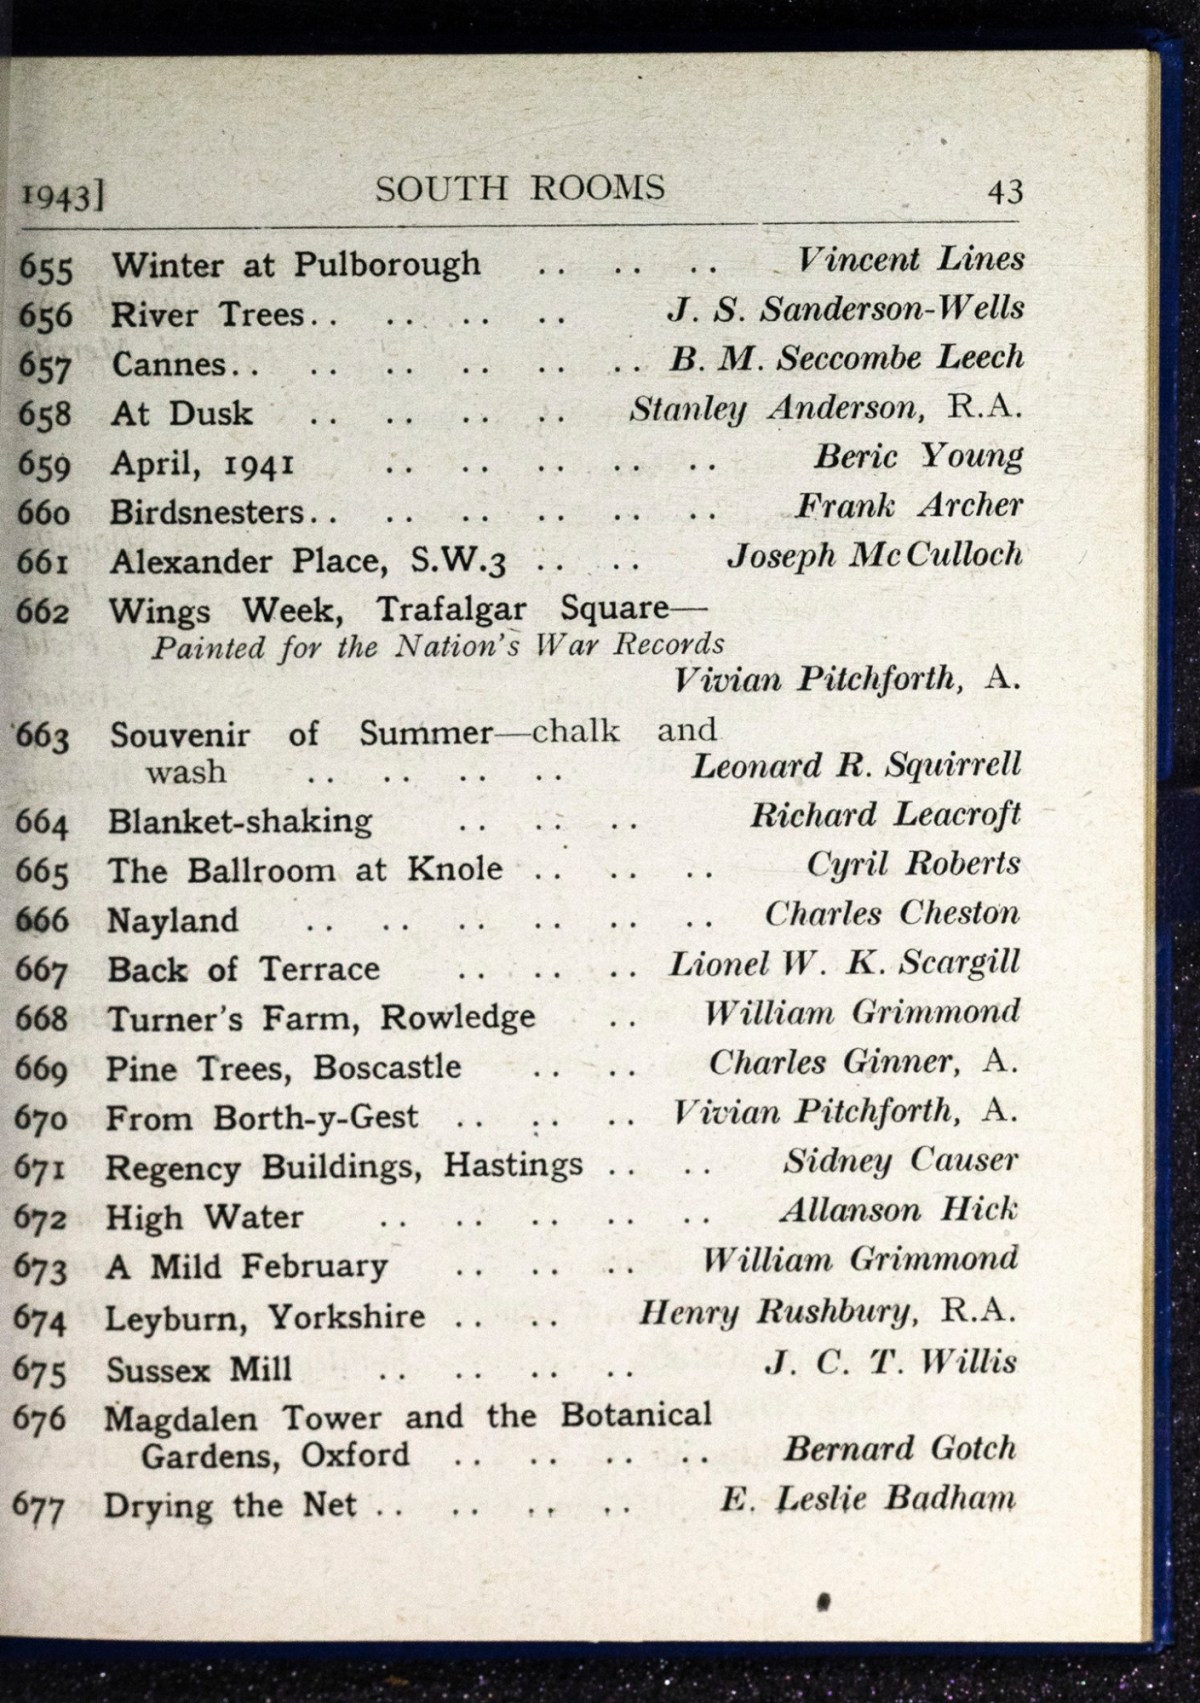 1943] SOUTH ROOMS 43
655 Winter at Pulborough .. .. .. Vincent Lines
656 River Trees.. .. .. .. J. S. Sanderson-Wells
657 Cannes.. .. .. .. .. .. B. M. Seccombe Leech
658 At Dusk .. .. .. .. Stanley Anderson, R.A.
659 April, 1941 .. .. .. .. .. Beric Young
660 Birdsnesters.. .. .. .. .. .. Frank Archer
661 Alexander Place, S.W.3 .. .. Joseph McCulloch
662 Wings Week, Trafalgar Square—
Painted for the Nation's War Records
Vivian Pitchforth, A.
663 Souvenir of Summer—chalk and
wash .. .. .. .. Leonard R. Squirrell
664 Blanket-shaking .. .. .. Richard Leacroft
665 The Ballroom at Knole .. .. .. Cyril Roberts
666 Nayland .. .. .. .. .. .. Charles Cheston
667 Back of Terrace .. .. .. Lionel W. K. Scargill
668 Turner's Farm, Rowledge .. William Grimmond
669 Pine Trees, Boscastle .. .. Charles Ginner, A.
670 From Borth-y-Gest .. .. .. Vivian Pitchforth, A.
671 Regency Buildings, Hastings .. .. Sidney Causer
672 High Water .. .. .. .. .. Allanson Hick
673 A Mild February .. .. .. William Grimmond
674 Leyburn, Yorkshire .. .. Henry Rushbury, R.A.
675 Sussex Mill .. .. .. .. J. C. T. Willis
676 Magdalen Tower and the Botanical
Gardens, Oxford .. .. .. .. Bernard Gotch
677 Drying the Net .. .. .. .. E. Leslie Badham